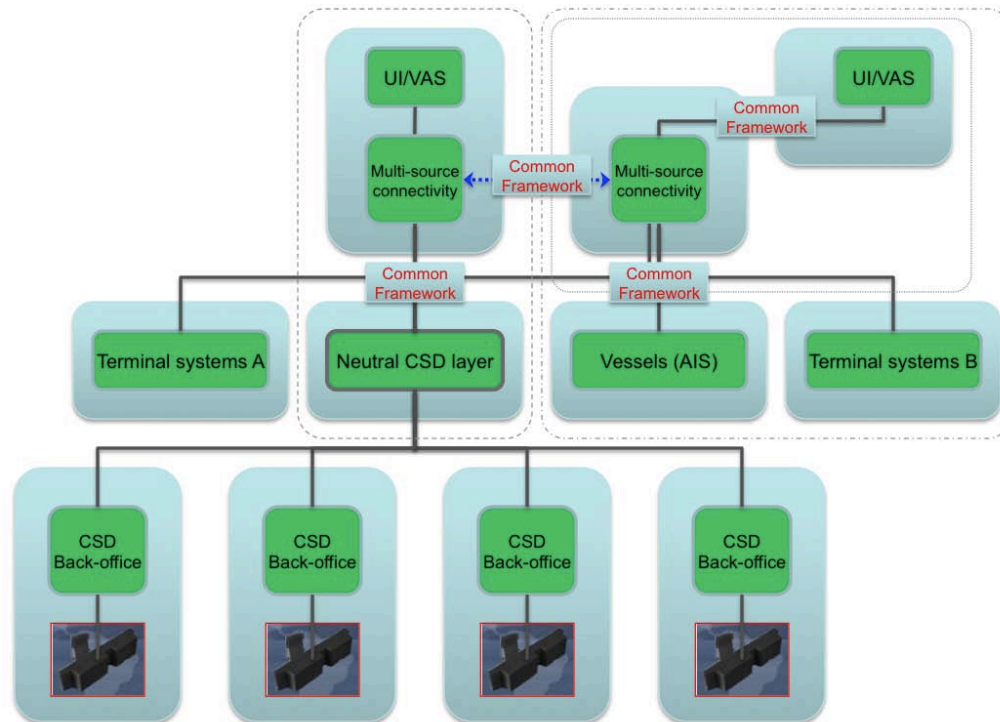 UI/VAS
UI/VAS
Common
Framework
Multi-source
connectivity
Common
Framework
Multi-source
connectivity
Common
Framework
Common
Framework
Terminal systems A
Neutral CSD layer
Vessels (AIS)
Terminal systems B
CSD
Back-office
CSD
Back-office
CSD
Back-office
CSD
Back-office